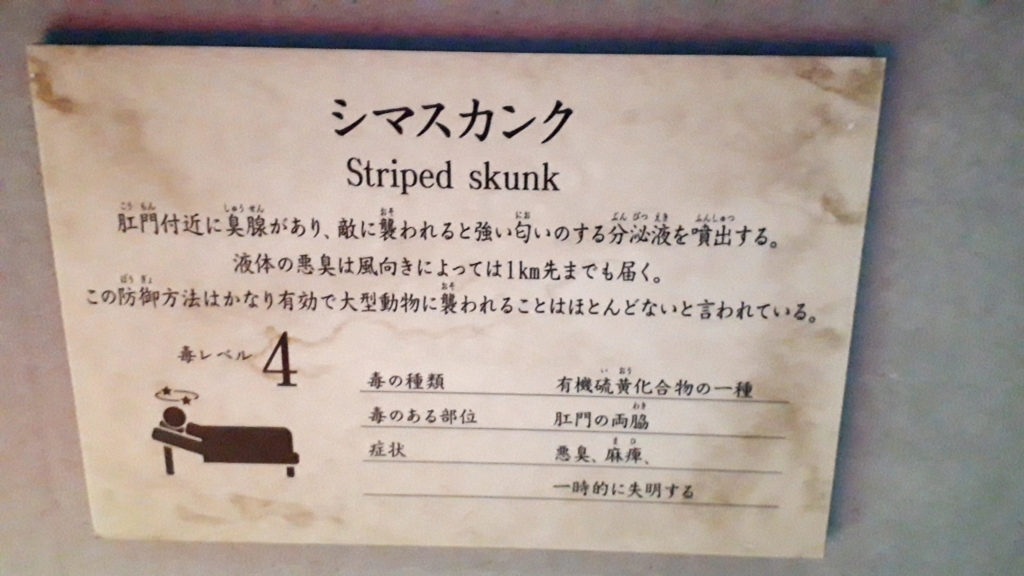 シマスカンク
Striped skunk
肛門付近に臭腺があり、敵に襲われると強い匂いのする分泌液を噴出する。
液体の悪臭は風向きによっては1km先までも届く。
この防御方法はかなり有効で大型動物に襲われることはほとんどないと言われている。
毒レベル 4
毒の種類 有機硫黄化合物の一種
毒のある部位 肛門の両脇
症状 悪臭、麻痺、
一時的に失明する